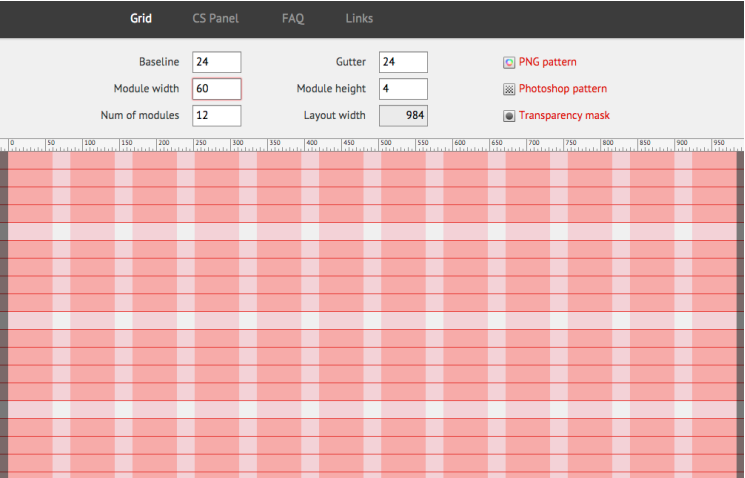 Grid CS Panel FAQ Links
Baseline 24 Gutter 24 PNG pattern
Module width 60 Module height 4 Photoshop pattern
Num of modules 12 Layout width 984 Transparency mask
0 50 100 150 200 250 300 350 400 450 500 550 600 650 700 750 800 850 900 950